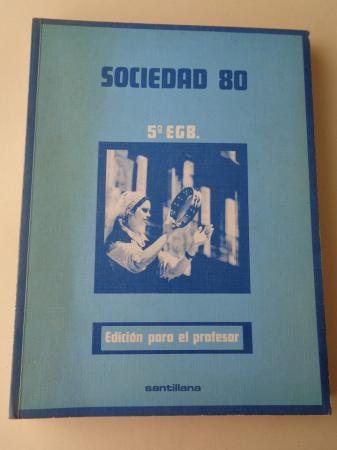 SOCIEDAD 80
5º EGB.
Edición para el profesor
santillana